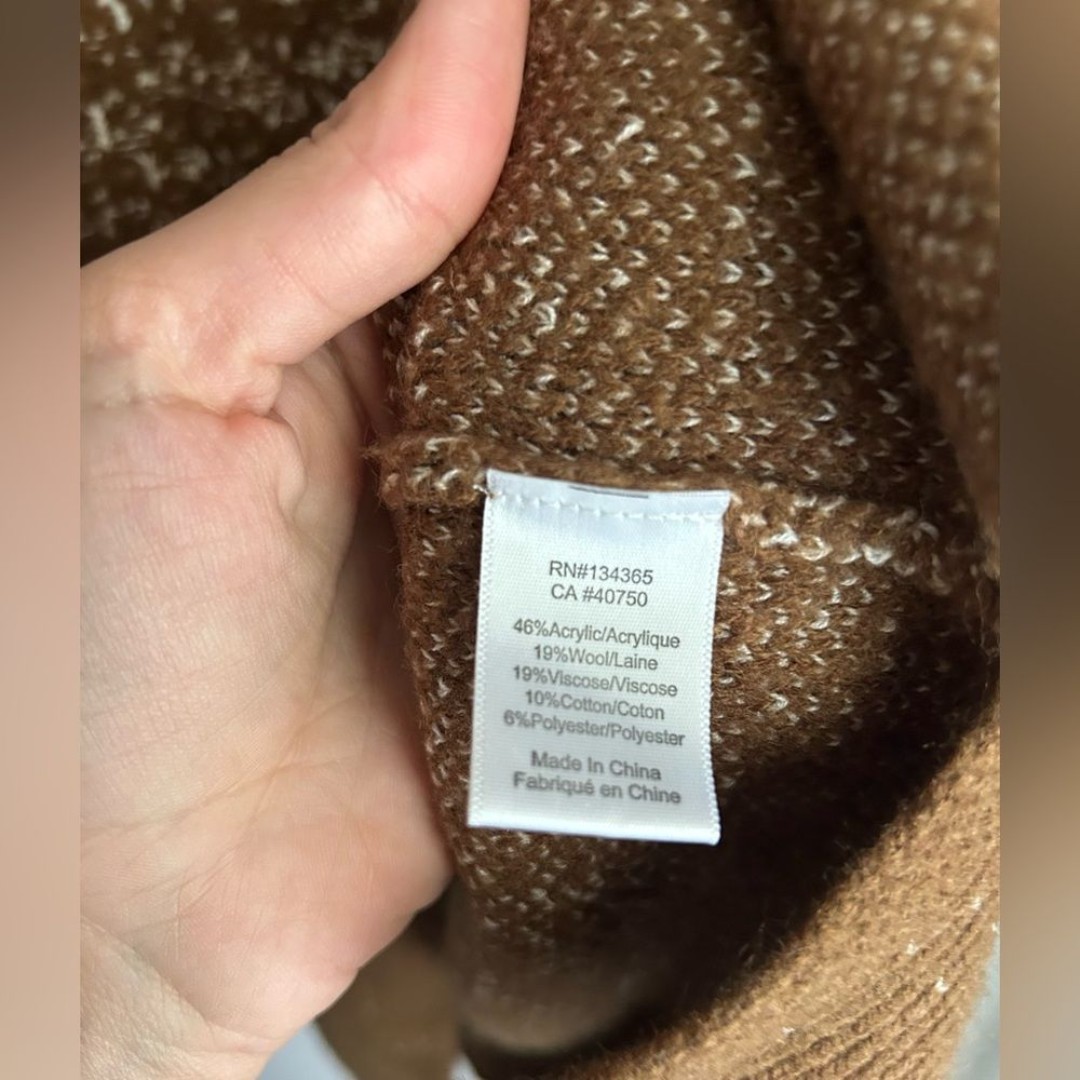 RN#134365
CA #40750
46%Acrylic/Acrylique
19%Wool/Laine
19%Viscose/Viscose
10%Cotton/Coton
6%Polyester/Polyester
Made In China
Fabriqué en Chine